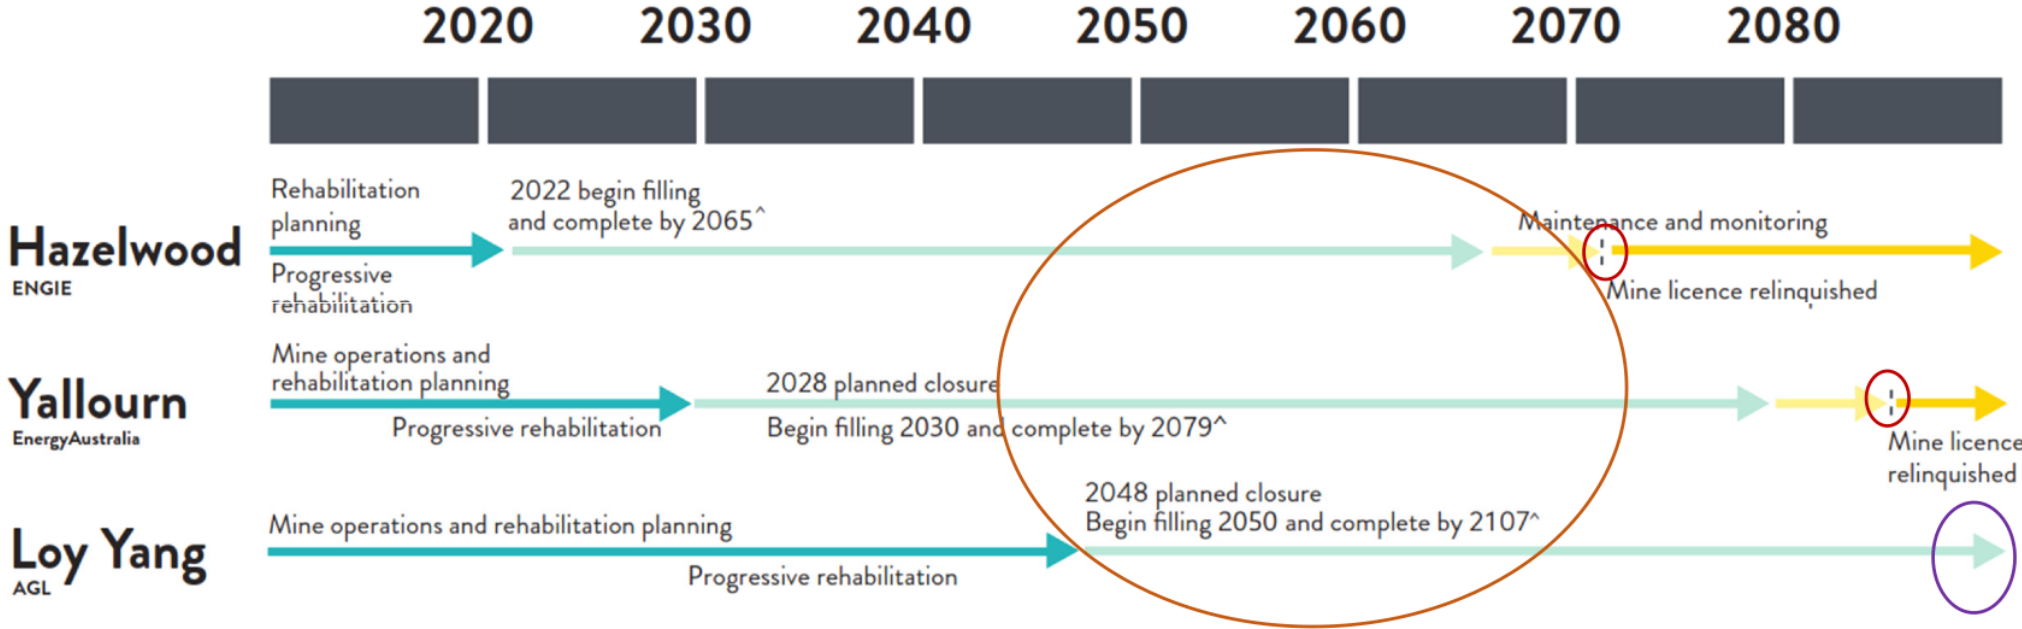 2020 2030 2040 2050 2060 2070 2080
Rehabilitation
planning
2022 begin filling
and complete by 2065^
Maintenance and monitoring
Hazelwood
ENGIE
Progressive
rehabilitation
Mine licence relinquished
Mine operations and
rehabilitation planning
2028 planned closure
Yallourn
EnergyAustralia
Progressive rehabilitation
Begin filling 2030 and complete by 2079^
Mine licence
relinquished
2048 planned closure
Begin filling 2050 and complete by 2107^
Mine operations and rehabilitation planning
Loy Yang
AGL
Progressive rehabilitation